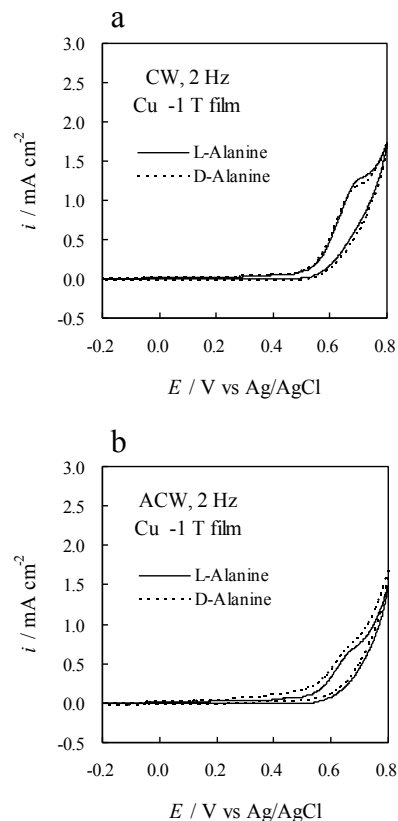 a
3.0
CW, 2 Hz
2.5
Cu -1 T film
2.0
L-Alanine
1.5
D-Alanine
1.0
0.5
0.0
-0.5
i / mA cm-2
-0.2 0.0 0.2 0.4 0.6 0.8
E / V vs Ag/AgCl
b
3.0
ACW, 2 Hz
2.5
Cu -1 T film
2.0
L-Alanine
1.5
D-Alanine
1.0
0.5
0.0
-0.5
i / mA cm-2
-0.2 0.0 0.2 0.4 0.6 0.8
E / V vs Ag/AgCl